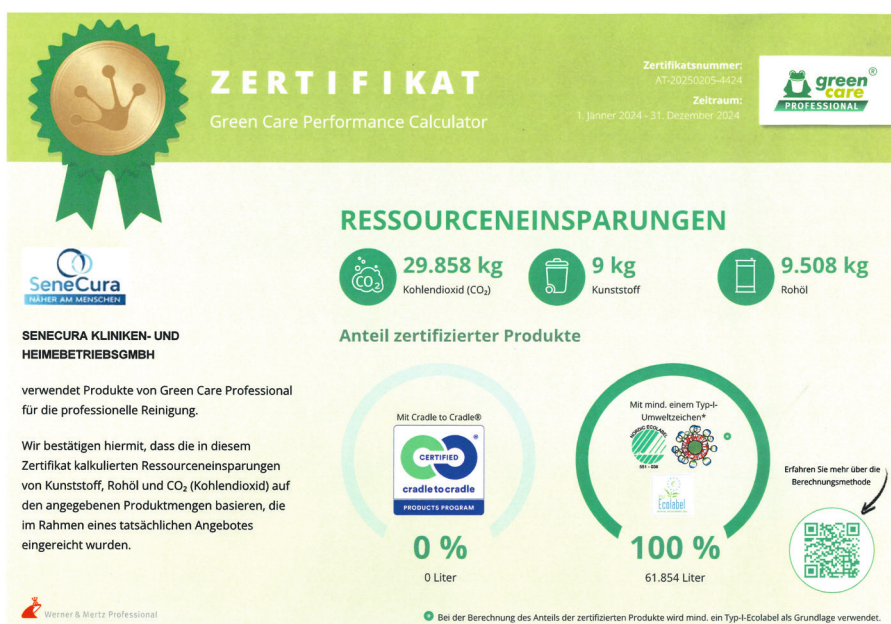 ZERTIFIKAT
Green Care Performance Calculator
Zertifikatsnummer:
AT-20250205-4424
Zeitraum:
1. Jänner 2024 - 31. Dezember 2024
green
care
®
PROFESSIONAL
SeneCura
NÄHER AM MENSCHEN
SENECURA KLINIKEN- UND
HEIMEBETRIEBSGMBH
verwendet Produkte von Green Care Professional
für die professionelle Reinigung.
Wir bestätigen hiermit, dass die in diesem
Zertifikat kalkulierten Ressourceneinsparungen
von Kunststoff, Rohöl und CO₂ (Kohlendioxid) auf
den angegebenen Produktmengen basieren, die
im Rahmen eines tatsächlichen Angebotes
eingereicht wurden.
Werner & Mertz Professional
RESSOURCENEINSPARUNGEN
CO₂
29.858 kg
Kohlendioxid (CO₂)
9 kg
Kunststoff
9.508 kg
Rohöl
Anteil zertifizierter Produkte
Mit Cradle to Cradle®
CERTIFIED
®
cradletocradle
PRODUCTS PROGRAM
0 %
0 Liter
Mit mind. einem Typ-I-
Umweltzeichen*
NORDIC ECOLABEL
Ecolabel
100 %
61.854 Liter
Erfahren Sie mehr über die
Berechnungsmethode
Bei der Berechnung des Anteils der zertifizierten Produkte wird mind. ein Typ-I-Ecolabel als Grundlage verwendet.